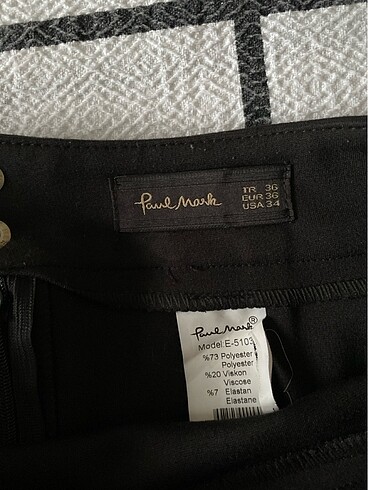 Paul Mark
TR 36
EUR 36
USA 34
Paul Mark®
Model: E-5103
%73 Polyester
Polyester
%20 Viskon
Viscose
%7 Elastan
Elastane